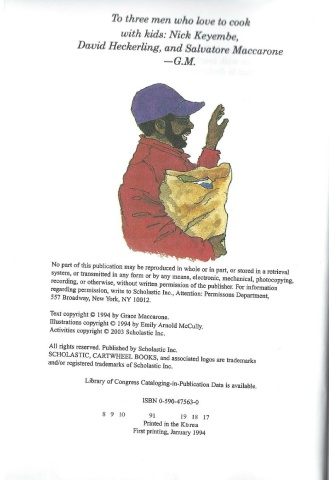 To three men who love to cook
with kids: Nick Keyembe,
David Heckerling, and Salvatore Maccarone
—G.M.
No part of this publication may be reproduced in whole or in part, or stored in a retrieval
system, or transmitted in any form or by any means, electronic, mechanical, photocopying,
recording, or otherwise, without written permission of the publisher. For information
regarding permission, write to Scholastic Inc., Attention: Permissons Department,
557 Broadway, New York, NY 10012.
Text copyright © 1994 by Grace Maccarone.
Illustrations copyright © 1994 by Emily Arnold McCully.
Activities copyright © 2003 Scholastic Inc.
All rights reserved. Published by Scholastic Inc.
SCHOLASTIC, CARTWHEEL BOOKS, and associated logos are trademarks
and/or registered trademarks of Scholastic Inc.
Library of Congress Cataloging-in-Publication Data is available.
ISBN 0-590-47563-0
8 9 10 91 19 18 17
Printed in the Korea
First printing, January 1994